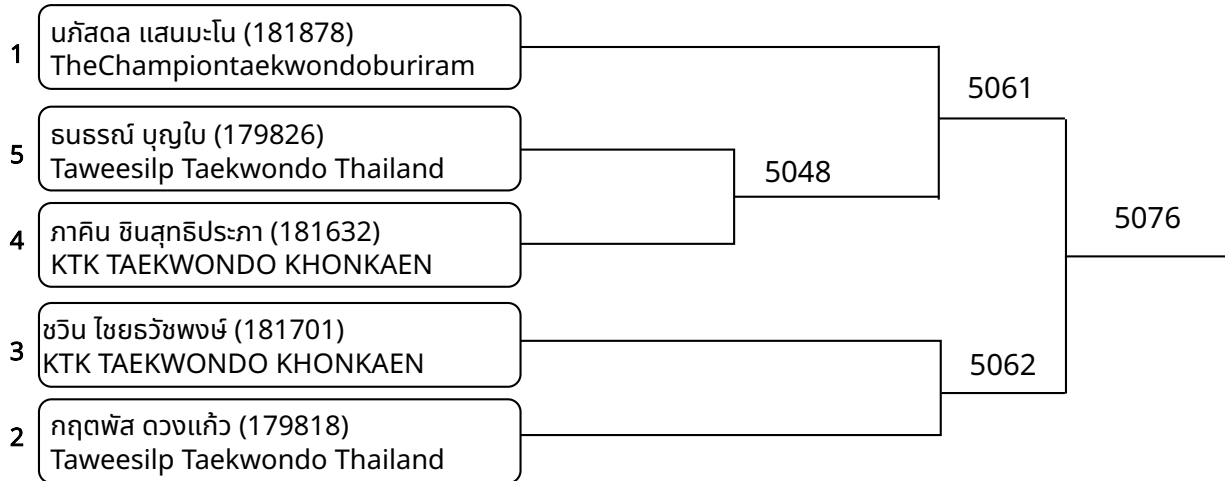 1
นภัสดล แสนมะโน (181878)
TheChampiontaekwondoburiram
5061
5
ธนธรณ์ บุญใบ (179826)
Taweesilp Taekwondo Thailand
5048
4
ภาคิน ชินสุทธิประภา (181632)
KTK TAEKWONDO KHONKAEN
5076
3
ชวิน ไชยธวัชพงษ์ (181701)
KTK TAEKWONDO KHONKAEN
5062
2
กฤตพัส ดวงแก้ว (179818)
Taweesilp Taekwondo Thailand